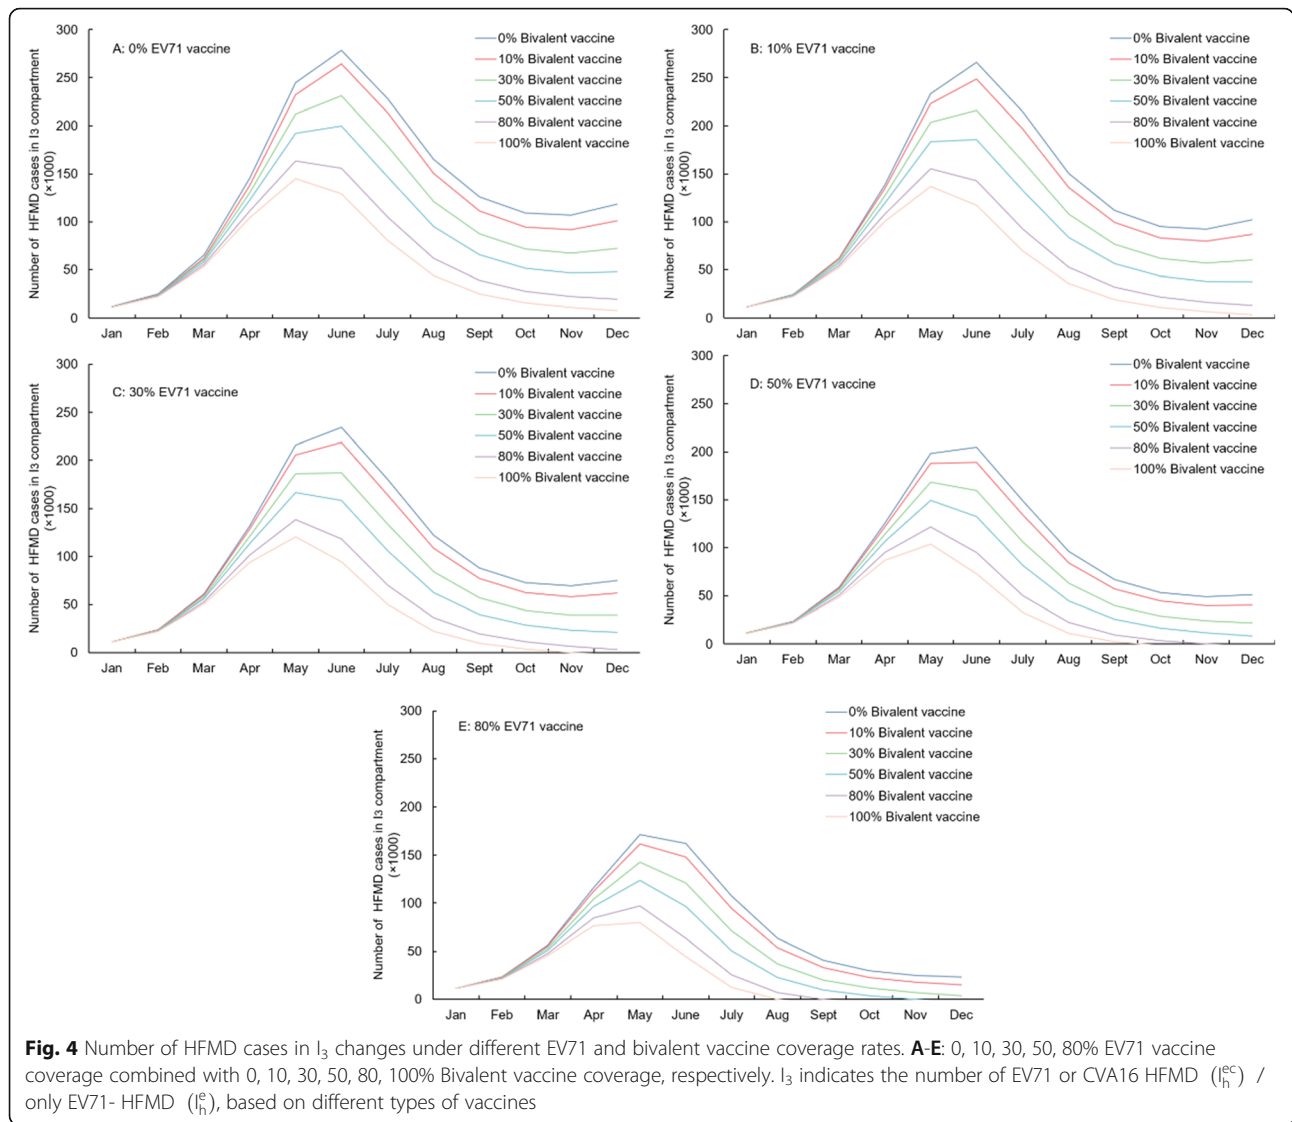 A: 0% EV71 vaccine
Number of HFMD cases in I3 compartment
(×1000)
300
250
200
150
100
50
0
Jan Feb Mar Apr May June July Aug Sept Oct Nov Dec
0% Bivalent vaccine
10% Bivalent vaccine
30% Bivalent vaccine
50% Bivalent vaccine
80% Bivalent vaccine
100% Bivalent vaccine
B: 10% EV71 vaccine
Number of HFMD cases in I3 compartment
(×1000)
300
250
200
150
100
50
0
Jan Feb Mar Apr May June July Aug Sept Oct Nov Dec
0% Bivalent vaccine
10% Bivalent vaccine
30% Bivalent vaccine
50% Bivalent vaccine
80% Bivalent vaccine
100% Bivalent vaccine
C: 30% EV71 vaccine
Number of HFMD cases in I3 compartment
(×1000)
300
250
200
150
100
50
0
Jan Feb Mar Apr May June July Aug Sept Oct Nov Dec
0% Bivalent vaccine
10% Bivalent vaccine
30% Bivalent vaccine
50% Bivalent vaccine
80% Bivalent vaccine
100% Bivalent vaccine
D: 50% EV71 vaccine
Number of HFMD cases in I3 compartment
(×1000)
300
250
200
150
100
50
0
Jan Feb Mar Apr May June July Aug Sept Oct Nov Dec
0% Bivalent vaccine
10% Bivalent vaccine
30% Bivalent vaccine
50% Bivalent vaccine
80% Bivalent vaccine
100% Bivalent vaccine
E: 80% EV71 vaccine
Number of HFMD cases in I3 compartment
(×1000)
300
250
200
150
100
50
0
Jan Feb Mar Apr May June July Aug Sept Oct Nov Dec
0% Bivalent vaccine
10% Bivalent vaccine
30% Bivalent vaccine
50% Bivalent vaccine
80% Bivalent vaccine
100% Bivalent vaccine
Fig. 4 Number of HFMD cases in I₃ changes under different EV71 and bivalent vaccine coverage rates. A-E: 0, 10, 30, 50, 80% EV71 vaccine
coverage combined with 0, 10, 30, 50, 80, 100% Bivalent vaccine coverage, respectively. I₃ indicates the number of EV71 or CVA16 HFMD (I_h^ec) /
only EV71- HFMD (I_h^e), based on different types of vaccines